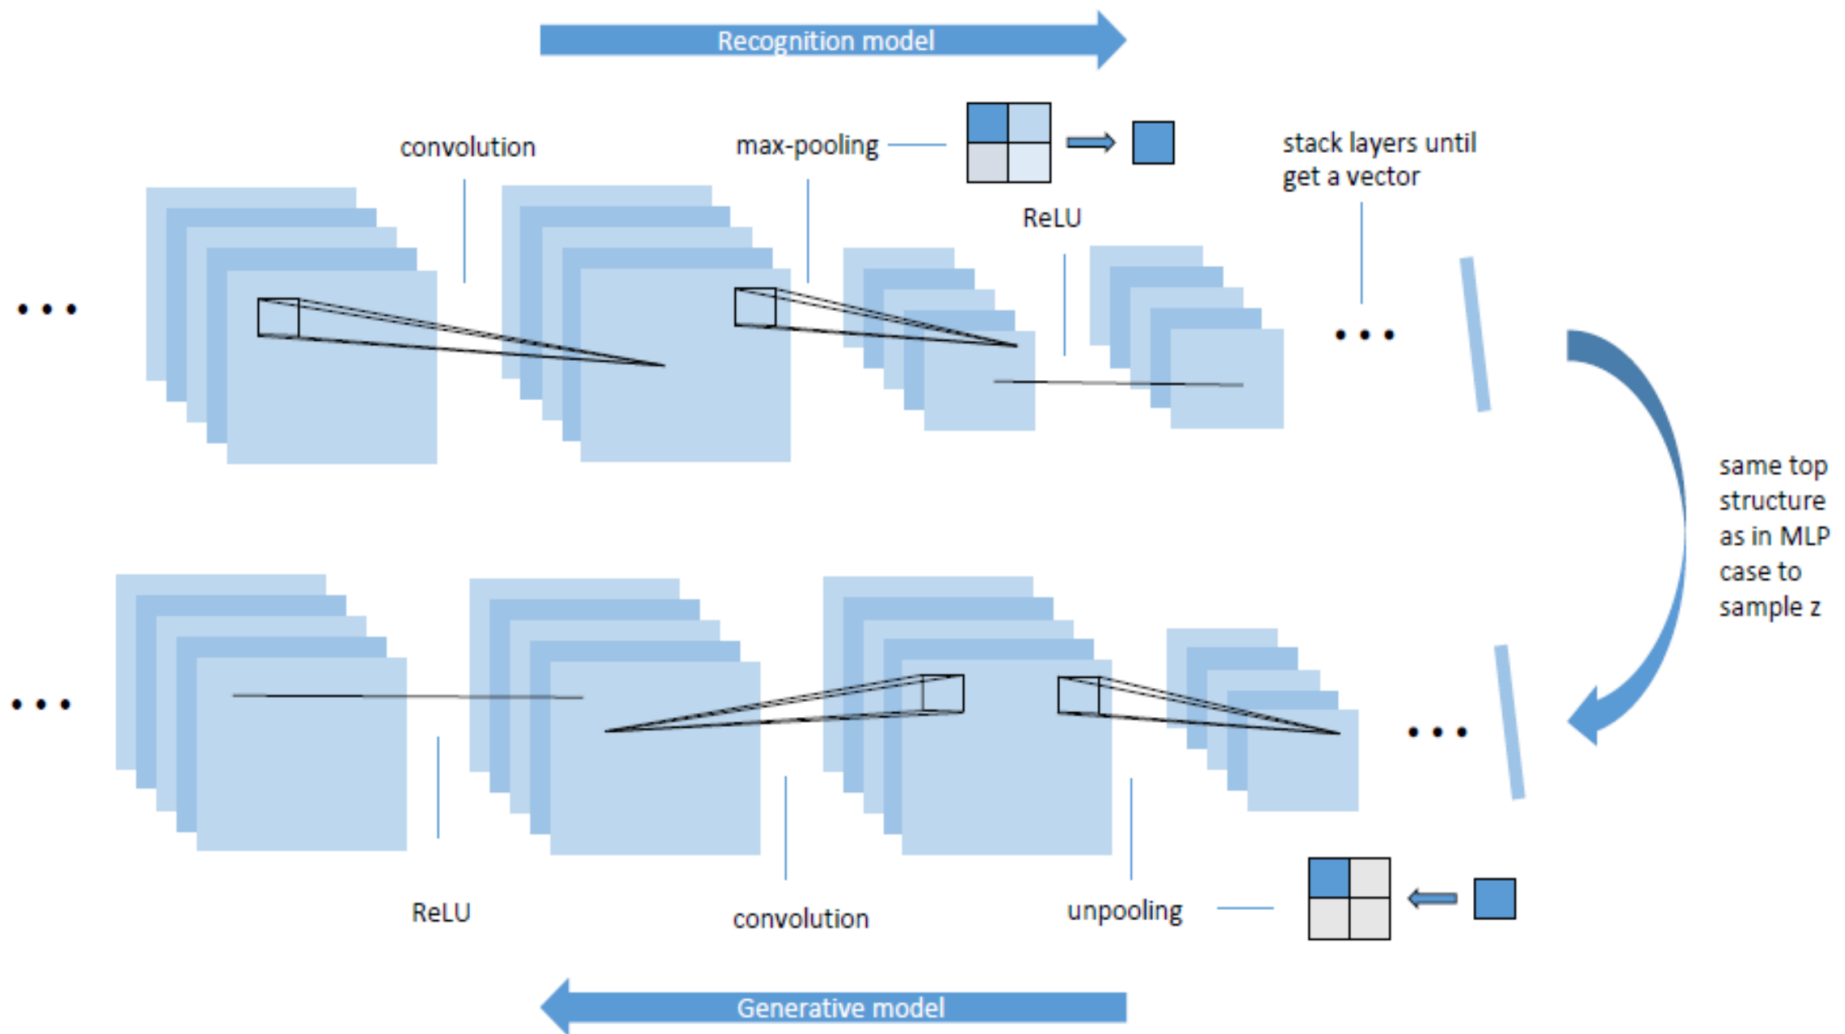 Recognition model
convolution
max-pooling
ReLU
stack layers until
get a vector
same top
structure
as in MLP
case to
sample z
ReLU
convolution
unpooling
Generative model